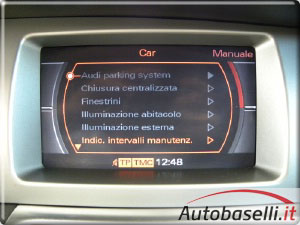 Car
Manuale
Audi parking system
Chiusura centralizzata
Finestrini
Illuminazione abitacolo
Illuminazione esterna
Indic. intervalli manutenz.
TP TMC 12:48
Autobaselli.it